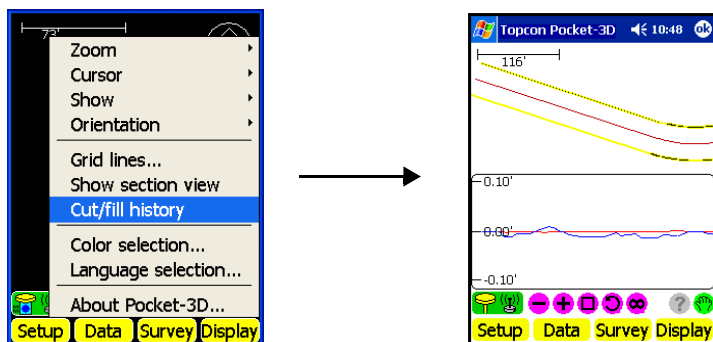 73'
Zoom
Cursor
Show
Orientation
Grid lines...
Show section view
Cut/fill history
Color selection...
Language selection...
About Pocket-3D...
Setup Data Survey Display
Topcon Pocket-3D 10:48 ok
116'
0.10'
0.00'
-0.10'
?
Setup Data Survey Display